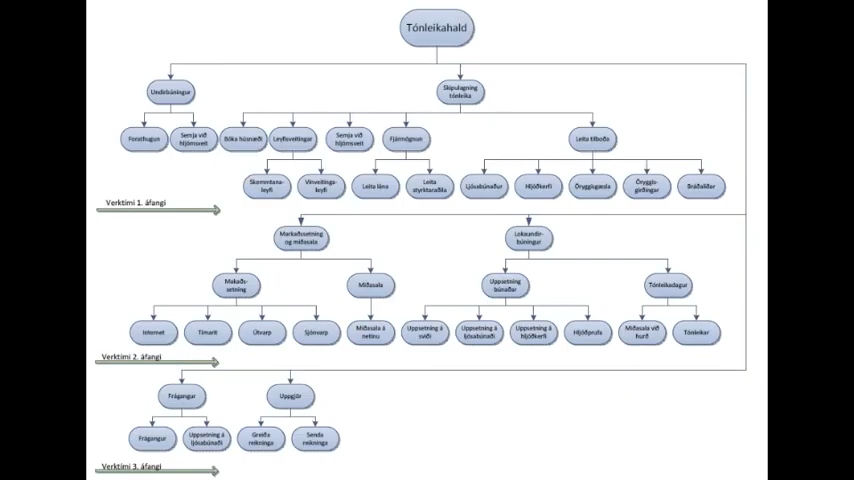 Tónleikahald
Undirbúningur
Skipulagning
tónleika
Forathugun
Semja við
hljómsveit
Bóka húsnæði
Leyfisveitingar
Semja við
hljómsveit
Fjármögnun
Leita tilboða
Skemmtana-
leyfi
Vínveitinga-
leyfi
Leita lána
Leita
styrktaraðila
Ljósabúnaður
Hljóðkerfi
Öryggisgæsla
Öryggis-
girðingar
Bráðaliðar
Verktími 1. áfangi
Markaðssetning
og miðasala
Lokaundir-
búningur
Makaðs-
setning
Miðasala
Uppsetning
búnaðar
Tónleikadagur
Internet
Tímarit
Útvarp
Sjónvarp
Miðasala á
netinu
Uppsetning á
sviði
Uppsetning á
ljósabúnaði
Uppsetning á
hljóðkerfi
Hljóðprufa
Miðasala við
hurð
Tónleikar
Verktími 2. áfangi
Frágangur
Uppgjör
Frágangur
Uppsetning á
ljósabúnaði
Greiða
reikninga
Senda
reikninga
Verktími 3. áfangi